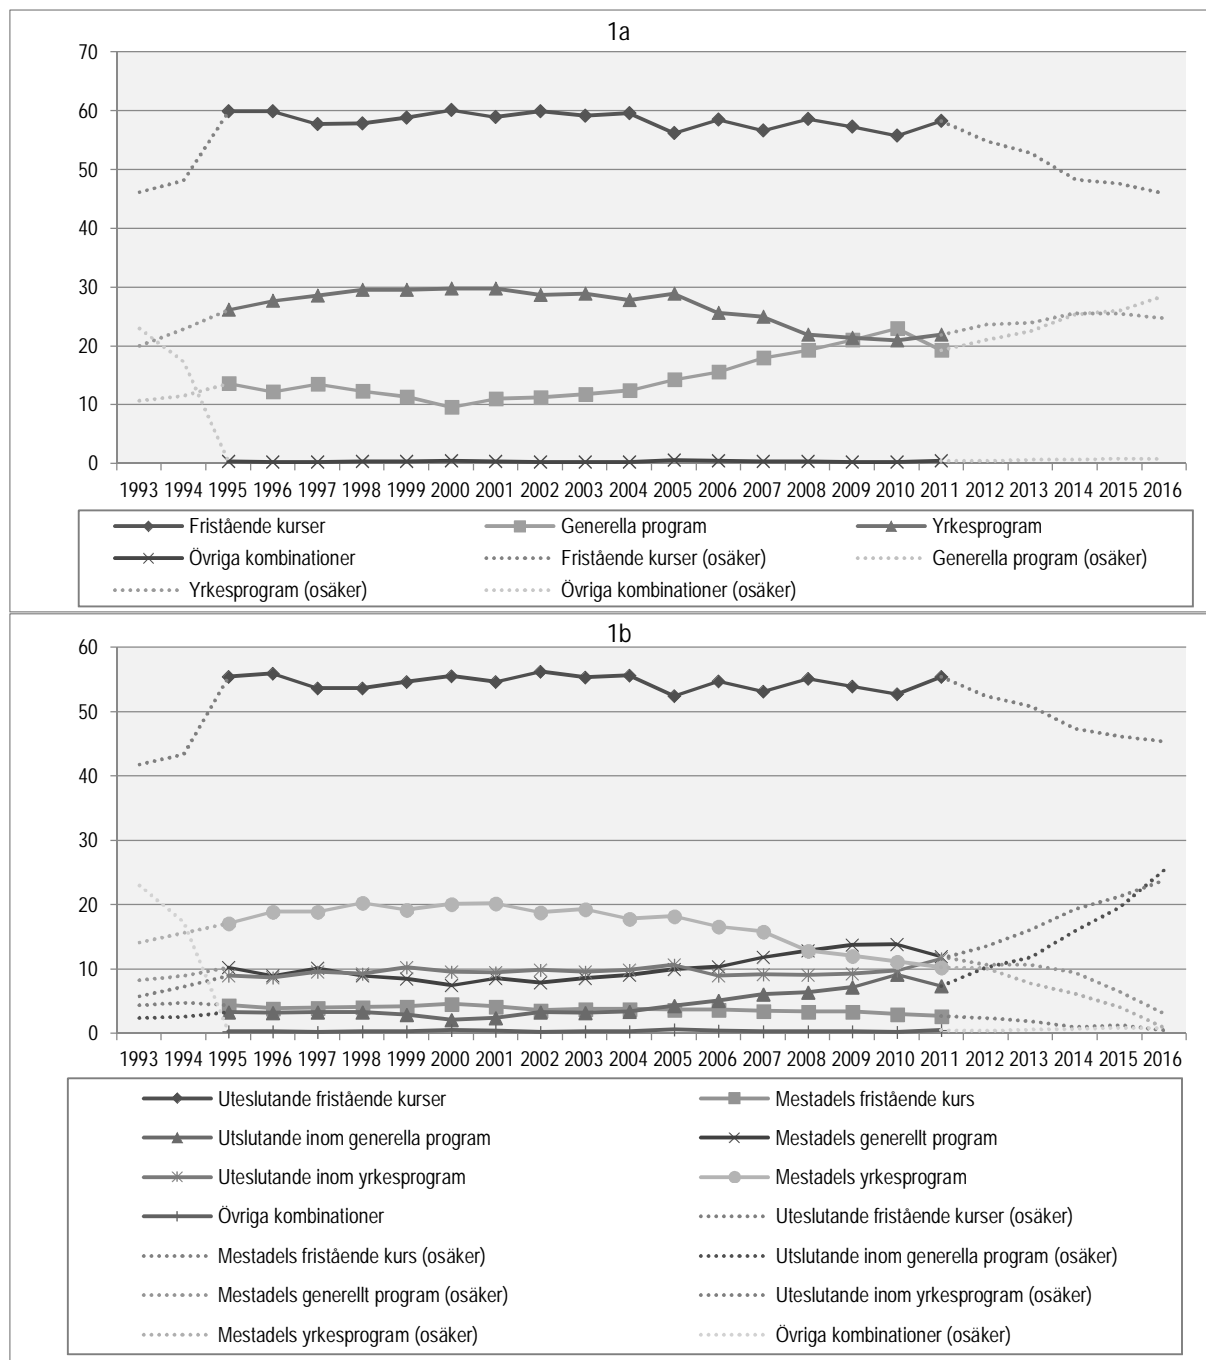 1a
70
60
50
40
30
20
10
0
1993 1994 1995 1996 1997 1998 1999 2000 2001 2002 2003 2004 2005 2006 2007 2008 2009 2010 2011 2012 2013 2014 2015 2016
Fristående kurser Generella program Yrkesprogram
Övriga kombinationer Fristående kurser (osäker) Generella program (osäker)
Yrkesprogram (osäker) Övriga kombinationer (osäker)
1b
60
50
40
30
20
10
0
1993 1994 1995 1996 1997 1998 1999 2000 2001 2002 2003 2004 2005 2006 2007 2008 2009 2010 2011 2012 2013 2014 2015 2016
Uteslutande fristående kurser Mestadels fristående kurs
Utslutande inom generella program Mestadels generellt program
Uteslutande inom yrkesprogram Mestadels yrkesprogram
Övriga kombinationer Uteslutande fristående kurser (osäker)
Mestadels fristående kurs (osäker) Utslutande inom generella program (osäker)
Mestadels generellt program (osäker) Uteslutande inom yrkesprogram (osäker)
Mestadels yrkesprogram (osäker) Övriga kombinationer (osäker)